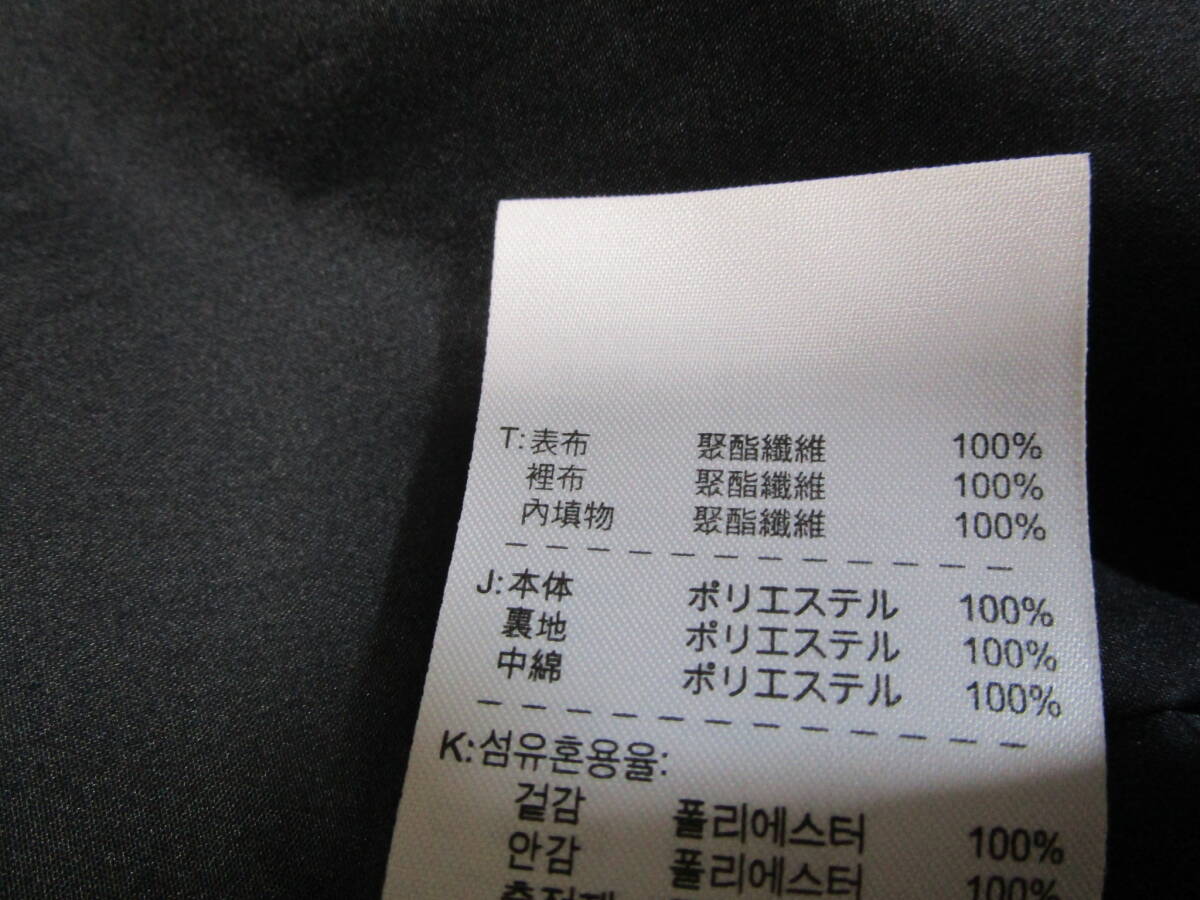 T:表布 聚酯纖維 100%
裡布 聚酯纖維 100%
內填物 聚酯纖維 100%
J:本体 ポリエステル 100%
裏地 ポリエステル 100%
中綿 ポリエステル 100%
K:섬유혼용율:
겉감 폴리에스터 100%
안감 폴리에스터 100%